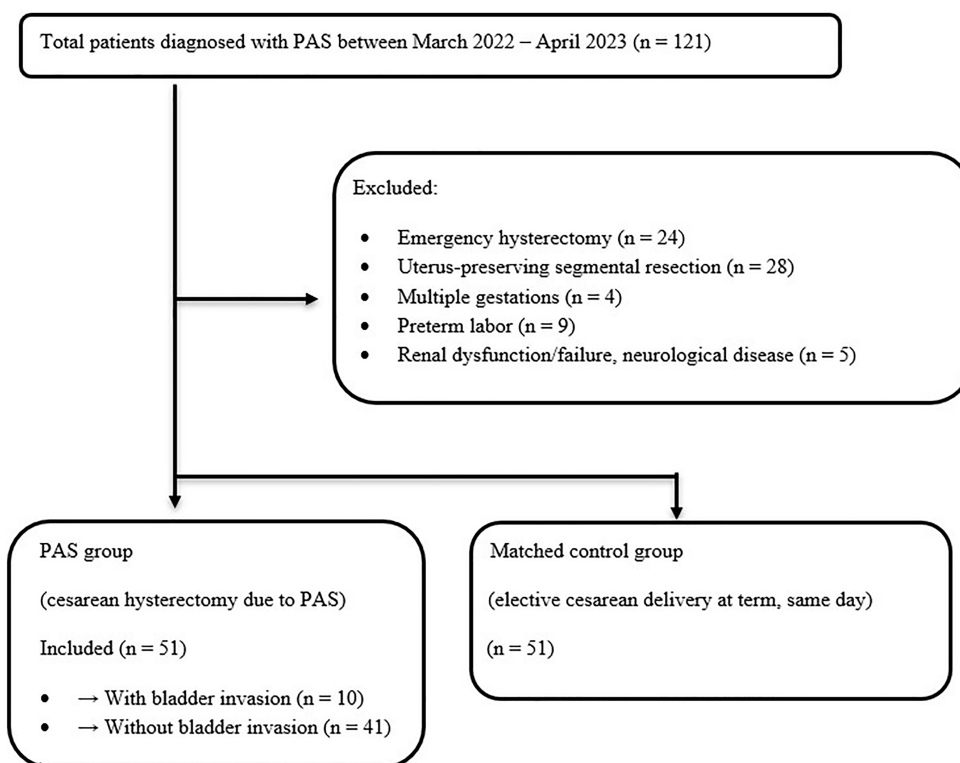 Total patients diagnosed with PAS between March 2022 – April 2023 (n = 121)
Excluded:
• Emergency hysterectomy (n = 24)
• Uterus-preserving segmental resection (n = 28)
• Multiple gestations (n = 4)
• Preterm labor (n = 9)
• Renal dysfunction/failure, neurological disease (n = 5)
PAS group
(cesarean hysterectomy due to PAS)
Included (n = 51)
• → With bladder invasion (n = 10)
• → Without bladder invasion (n = 41)
Matched control group
(elective cesarean delivery at term, same day)
(n = 51)